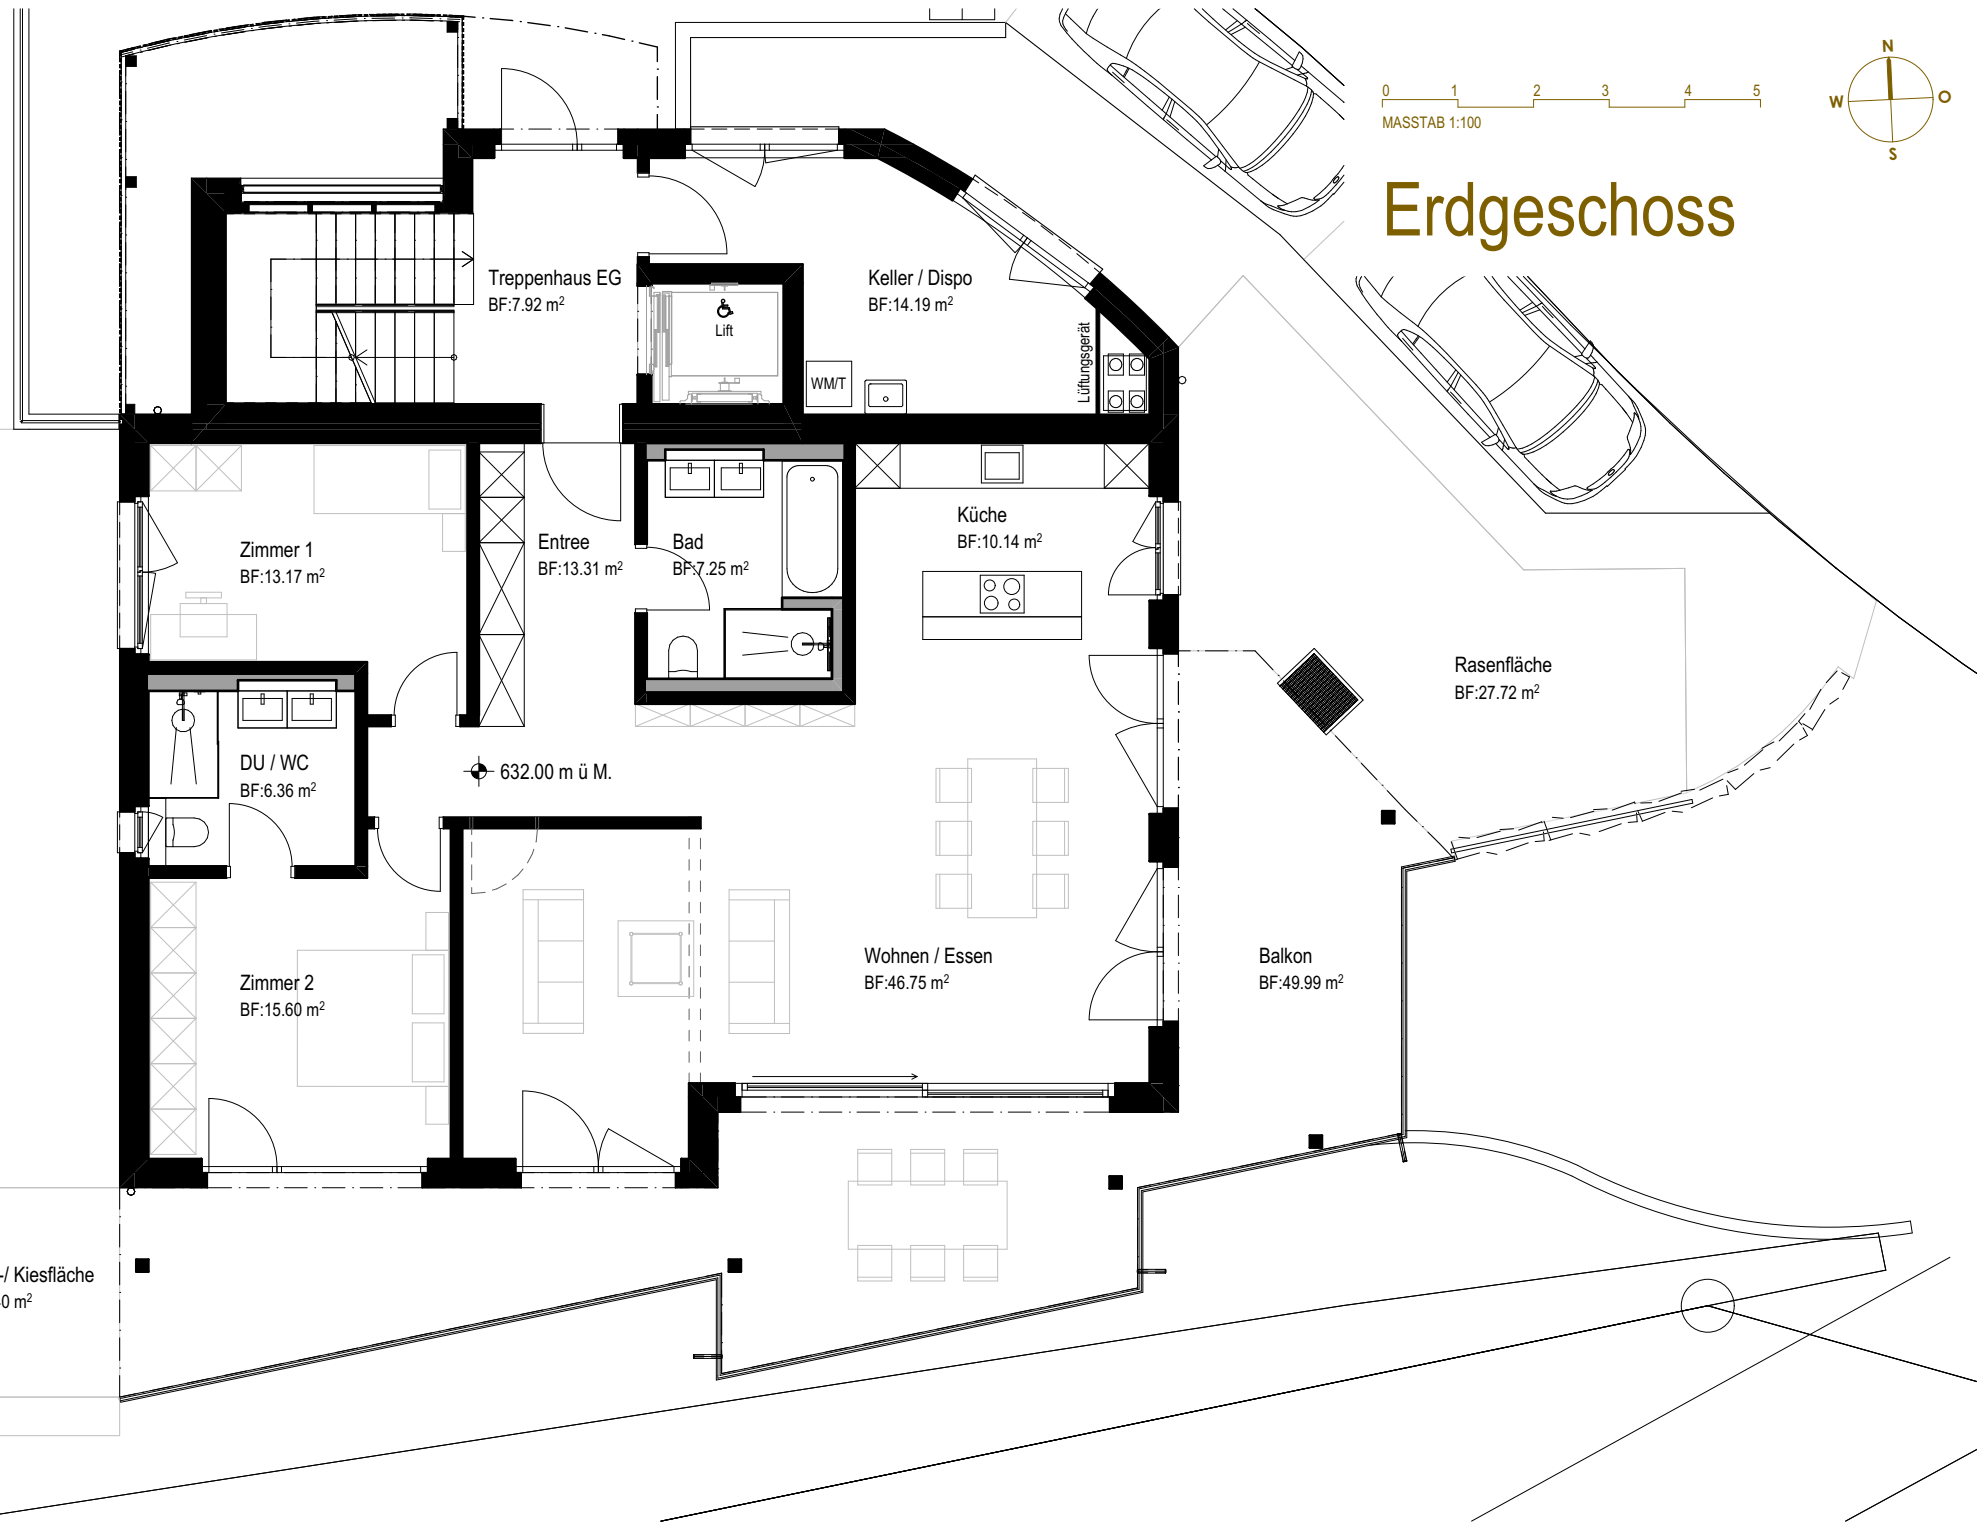 N
W
O
S
0 1 2 3 4 5
MASSTAB 1:100
Erdgeschoss
Treppenhaus EG
BF:7.92 m²
Keller / Dispo
BF:14.19 m²
Lift
WM/T
Lüftungsgerät
Zimmer 1
BF:13.17 m²
Entree
BF:13.31 m²
Bad
BF:7.25 m²
Küche
BF:10.14 m²
Rasenfläche
BF:27.72 m²
DU / WC
BF:6.36 m²
632.00 m ü M.
Wohnen / Essen
BF:46.75 m²
Balkon
BF:49.99 m²
Zimmer 2
BF:15.60 m²
-/ Kiesfläche
0 m²